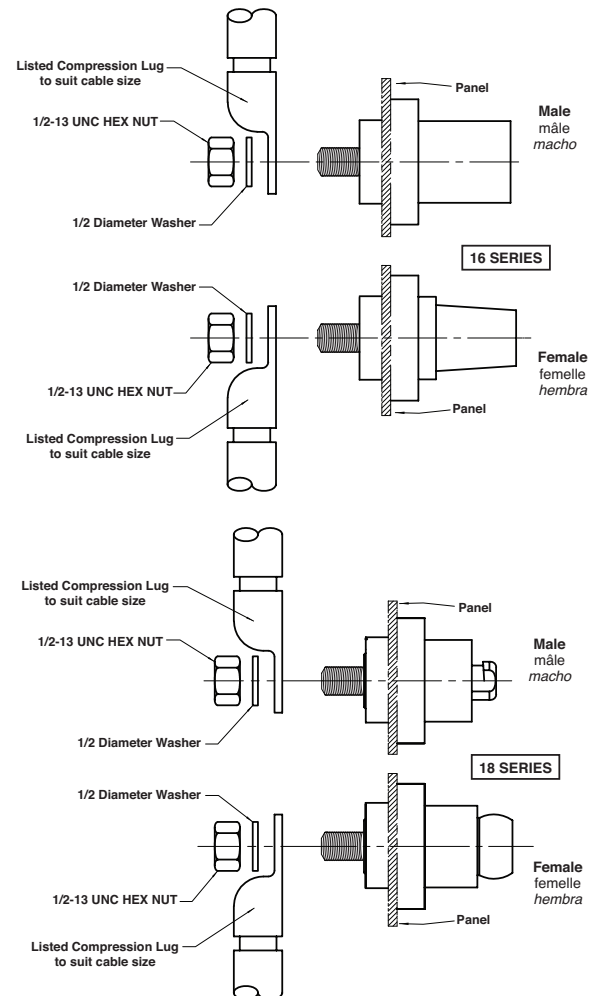 Listed Compression Lug
to suit cable size
Panel
1/2-13 UNC HEX NUT
Male
mâle
macho
1/2 Diameter Washer
16 SERIES
1/2 Diameter Washer
Female
femelle
hembra
1/2-13 UNC HEX NUT
Panel
Listed Compression Lug
to suit cable size
Listed Compression Lug
to suit cable size
Panel
1/2-13 UNC HEX NUT
Male
mâle
macho
1/2 Diameter Washer
18 SERIES
1/2 Diameter Washer
Female
femelle
hembra
1/2-13 UNC HEX NUT
Panel
Listed Compression Lug
to suit cable size